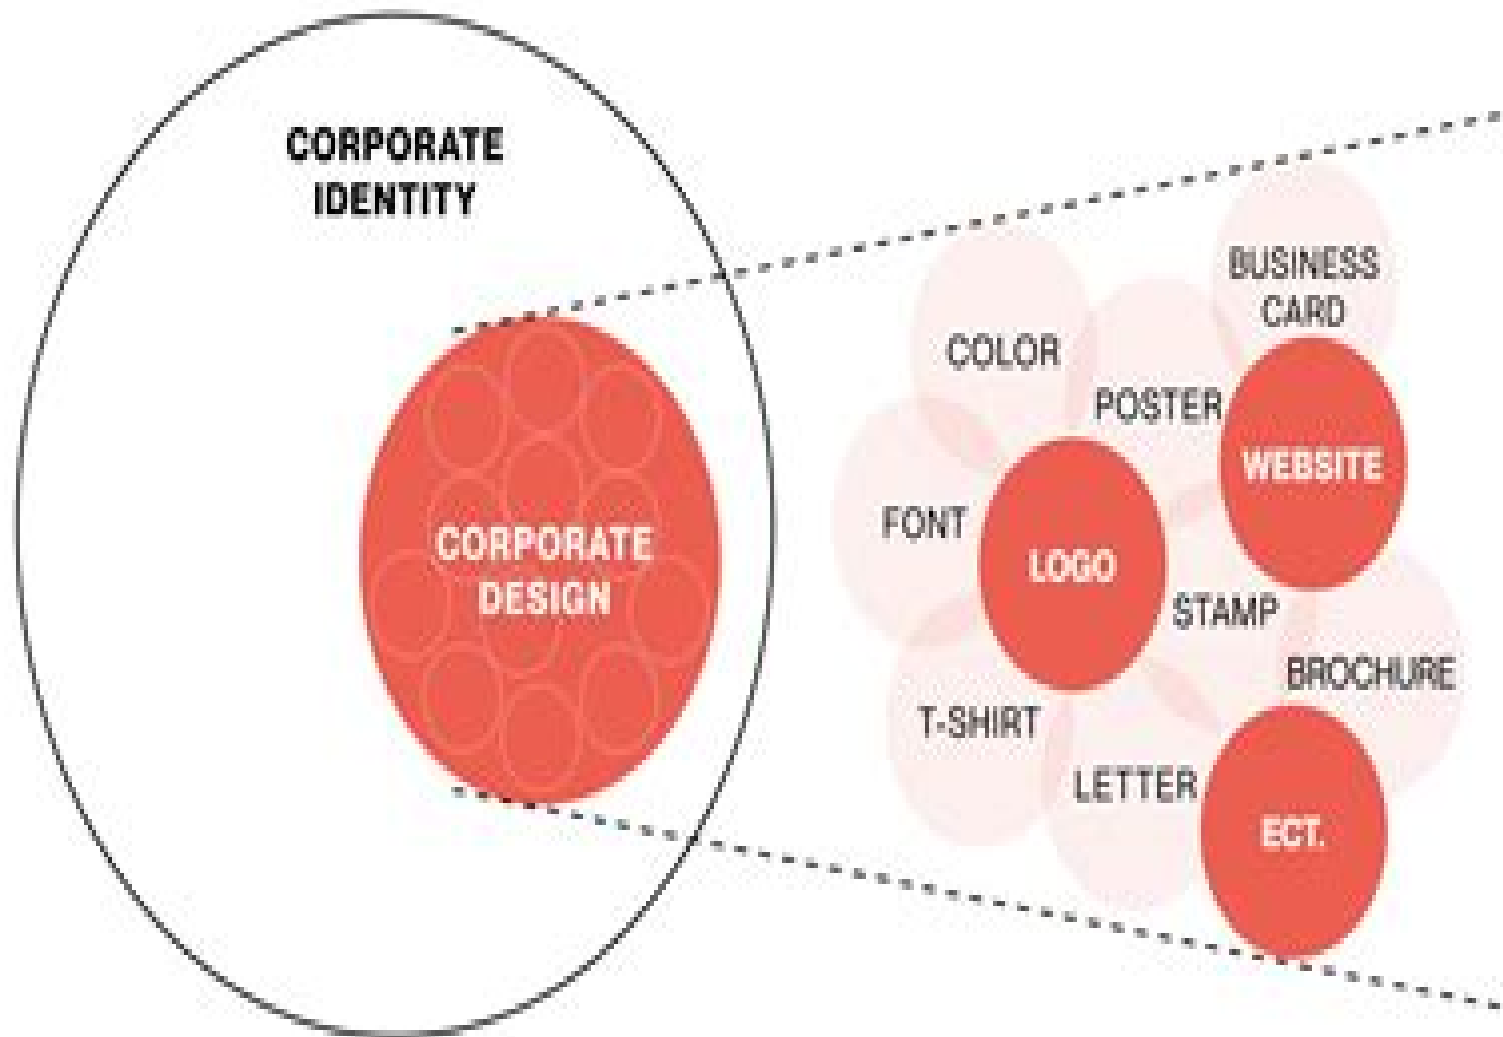 CORPORATE
IDENTITY
CORPORATE
DESIGN
BUSINESS
CARD
COLOR
POSTER
WEBSITE
FONT
LOGO
STAMP
BROCHURE
T-SHIRT
LETTER
ECT.